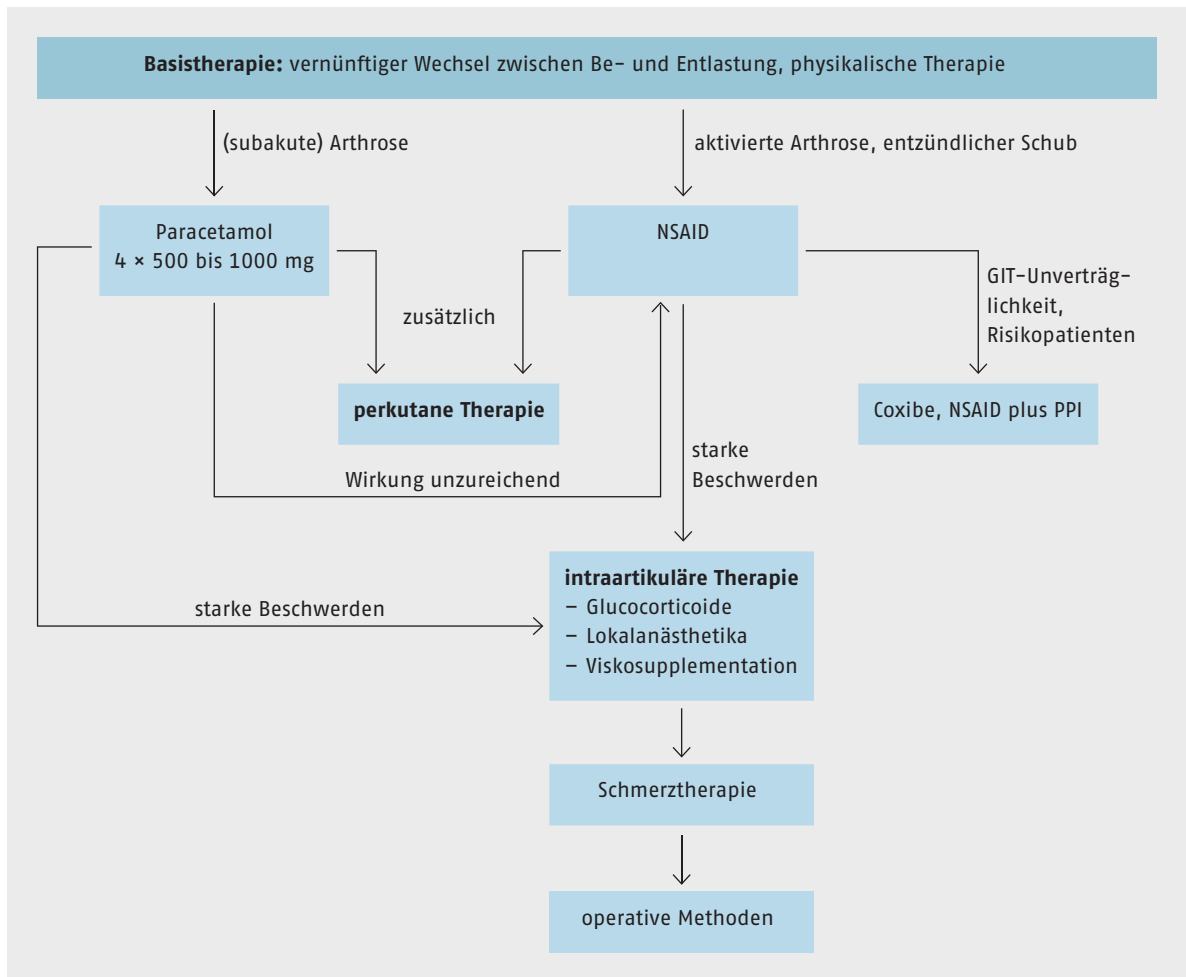 Basistherapie: vernünftiger Wechsel zwischen Be- und Entlastung, physikalische Therapie
(subakute) Arthrose
aktivierte Arthrose, entzündlicher Schub
Paracetamol
4 × 500 bis 1000 mg
NSAID
GIT-Unverträg-
lichkeit,
Risikopatienten
zusätzlich
perkutane Therapie
Coxibe, NSAID plus PPI
starke
Beschwerden
Wirkung unzureichend
intraartikuläre Therapie
– Glucocorticoide
– Lokalanästhetika
– Viskosupplementation
starke Beschwerden
Schmerztherapie
operative Methoden